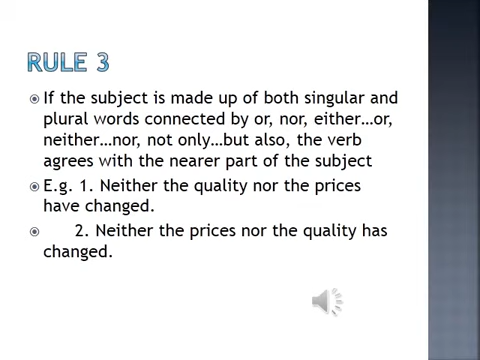 RULE 3
If the subject is made up of both singular and
plural words connected by or, nor, either…or,
neither…nor, not only…but also, the verb
agrees with the nearer part of the subject
E.g. 1. Neither the quality nor the prices
have changed.
2. Neither the prices nor the quality has
changed.